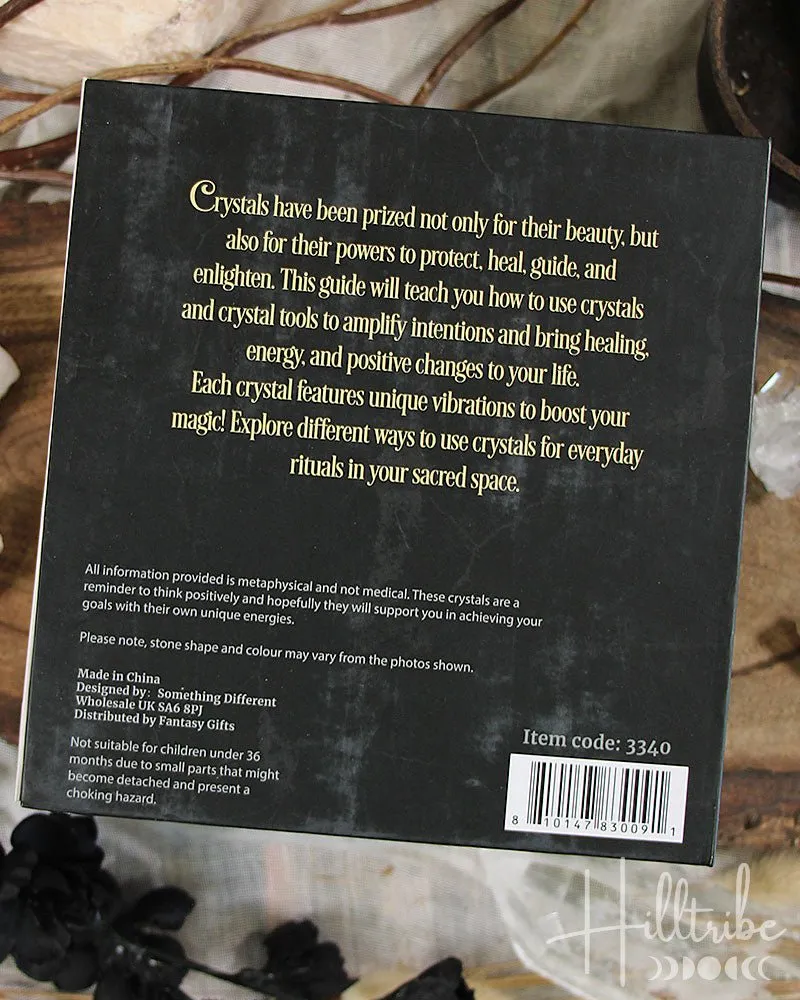 Crystals have been prized not only for their beauty, but
also for their powers to protect, heal, guide, and
enlighten. This guide will teach you how to use crystals
and crystal tools to amplify intentions and bring healing,
energy, and positive changes to your life.
Each crystal features unique vibrations to boost your
magic! Explore different ways to use crystals for everyday
rituals in your sacred space.
All information provided is metaphysical and not medical. These crystals are a
reminder to think positively and hopefully they will support you in achieving your
goals with their own unique energies.
Please note, stone shape and colour may vary from the photos shown.
Made in China
Designed by: Something Different
Wholesale UK SA6 8PJ
Distributed by Fantasy Gifts
Not suitable for children under 36
months due to small parts that might
become detached and present a
choking hazard.
Item code: 3340
8 10147 83009 1
Hilltribe